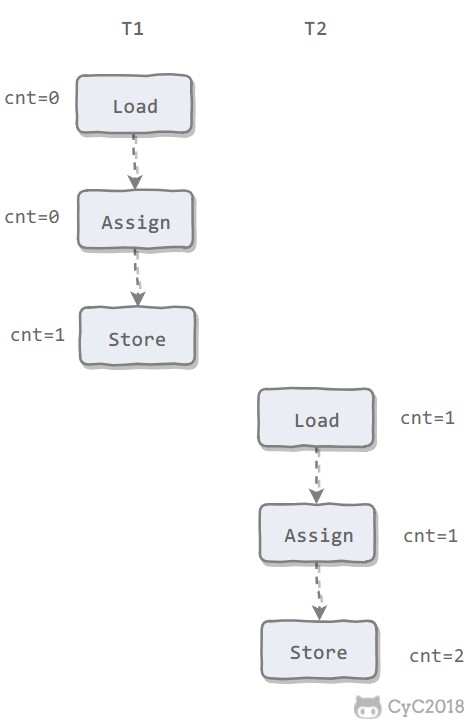 T1 T2
cnt=0 Load
cnt=0 Assign
cnt=1 Store
Load cnt=1
Assign cnt=1
Store cnt=2
CyC2018